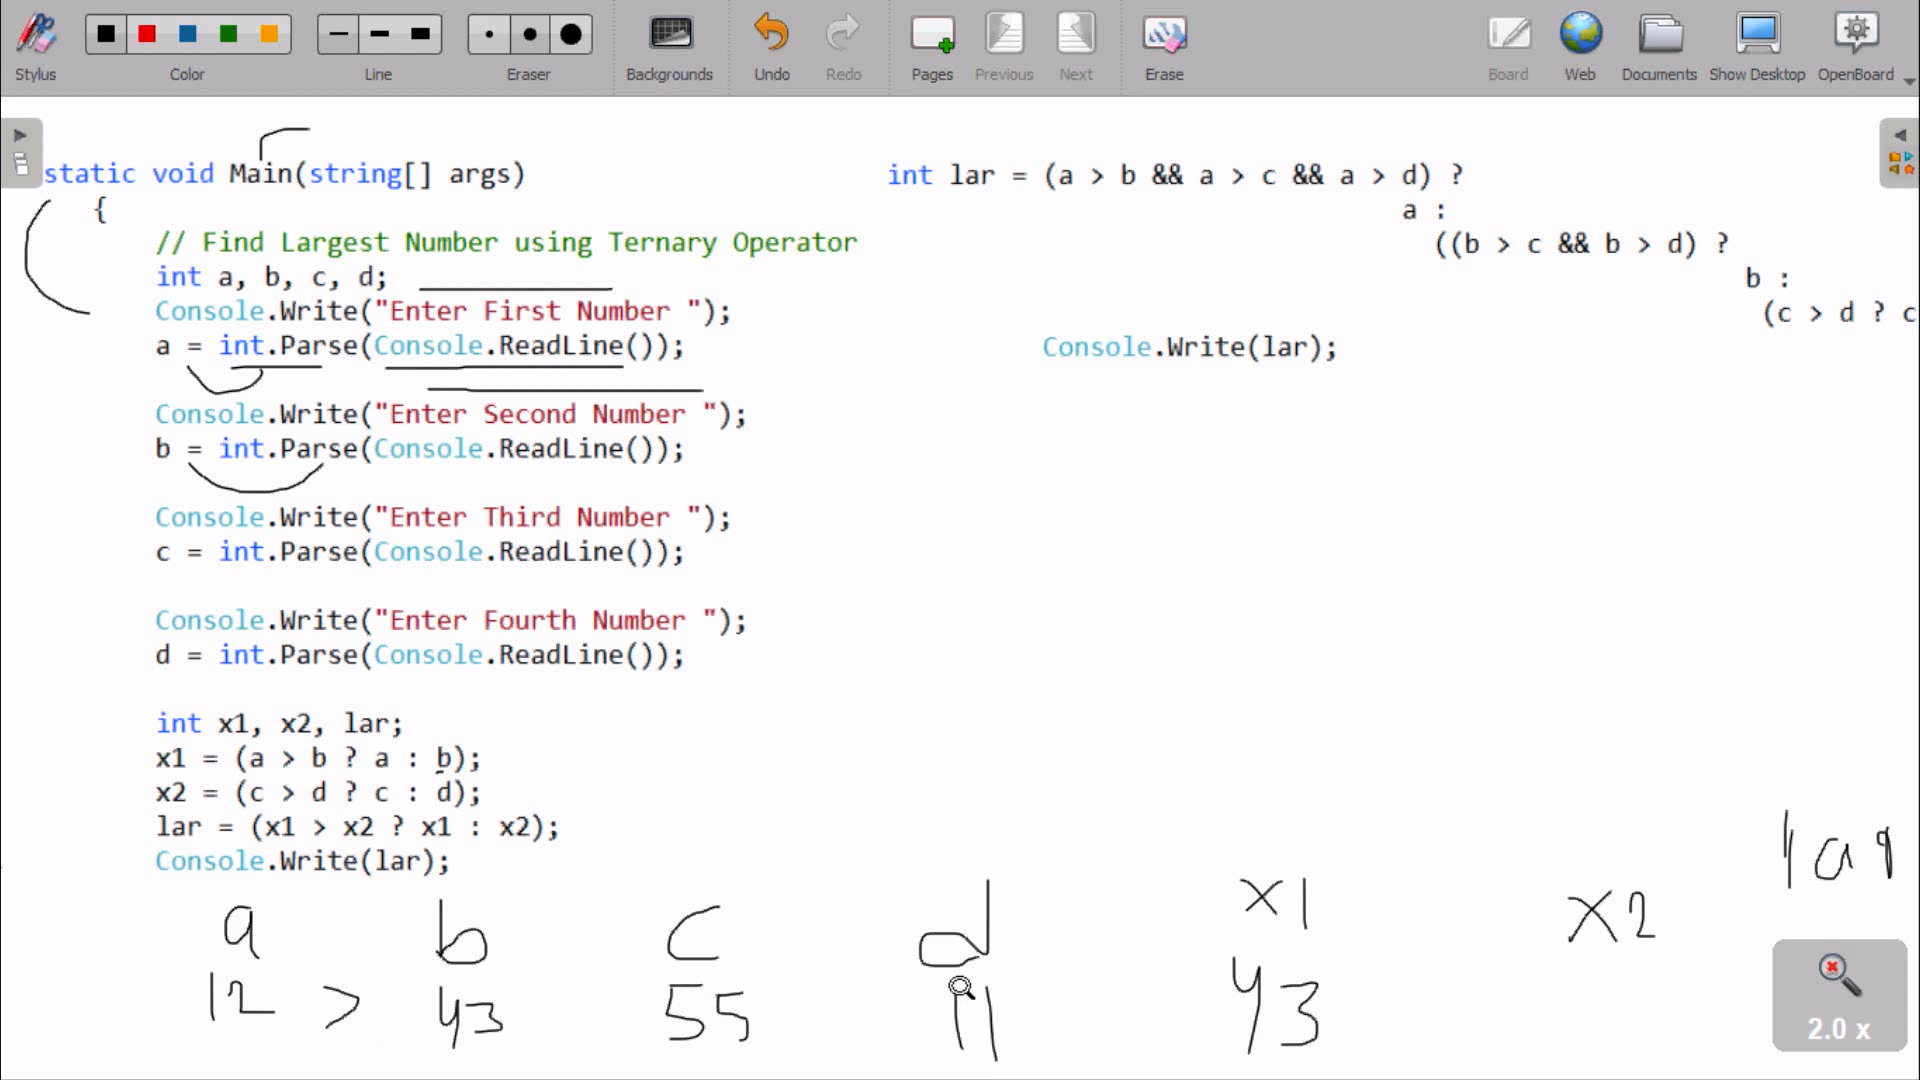 Stylus Color Line Eraser Backgrounds Undo Redo Pages Previous Next Erase Board Web Documents Show Desktop OpenBoard
static void Main(string[] args)
{
// Find Largest Number using Ternary Operator
int a, b, c, d;
Console.Write("Enter First Number ");
a = int.Parse(Console.ReadLine());
Console.Write("Enter Second Number ");
b = int.Parse(Console.ReadLine());
Console.Write("Enter Third Number ");
c = int.Parse(Console.ReadLine());
Console.Write("Enter Fourth Number ");
d = int.Parse(Console.ReadLine());
int x1, x2, lar;
x1 = (a > b ? a : b);
x2 = (c > d ? c : d);
lar = (x1 > x2 ? x1 : x2);
Console.Write(lar);
int lar = (a > b && a > c && a > d) ?
a :
((b > c && b > d) ?
b :
(c > d ? c
Console.Write(lar);
a b c d x1 x2 lar
12 > 43 55 11 43
2.0 x